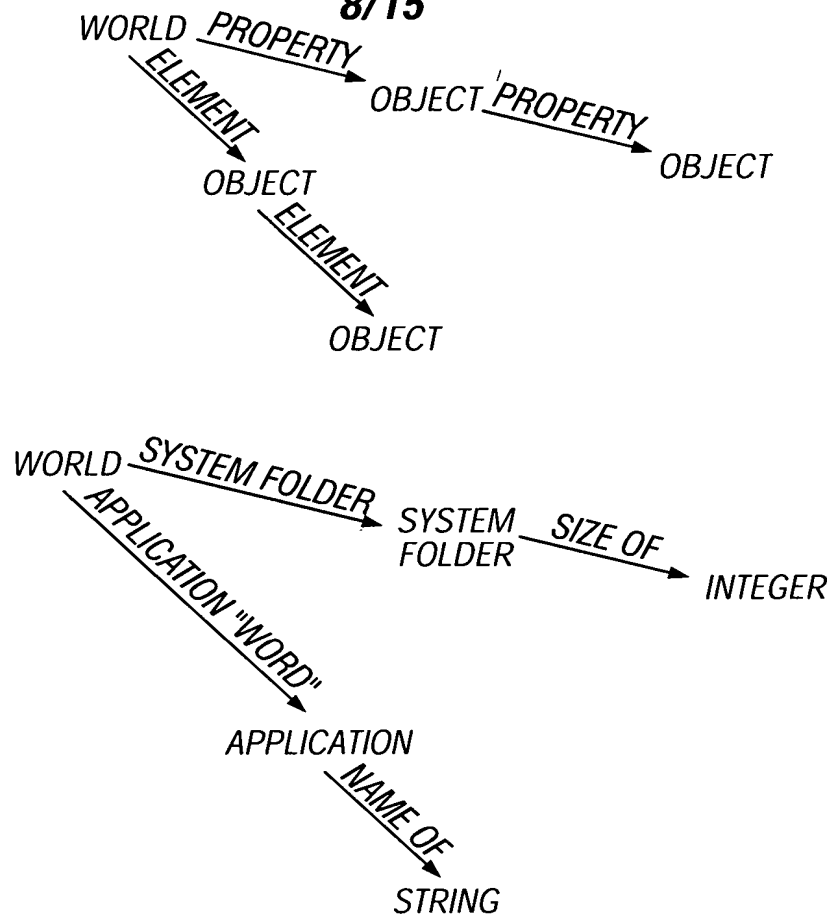 8/15
WORLD
PROPERTY
OBJECT
PROPERTY
OBJECT
ELEMENT
OBJECT
ELEMENT
OBJECT
WORLD
SYSTEM FOLDER
SYSTEM
FOLDER
SIZE OF
INTEGER
APPLICATION "WORD"
APPLICATION
NAME OF
STRING